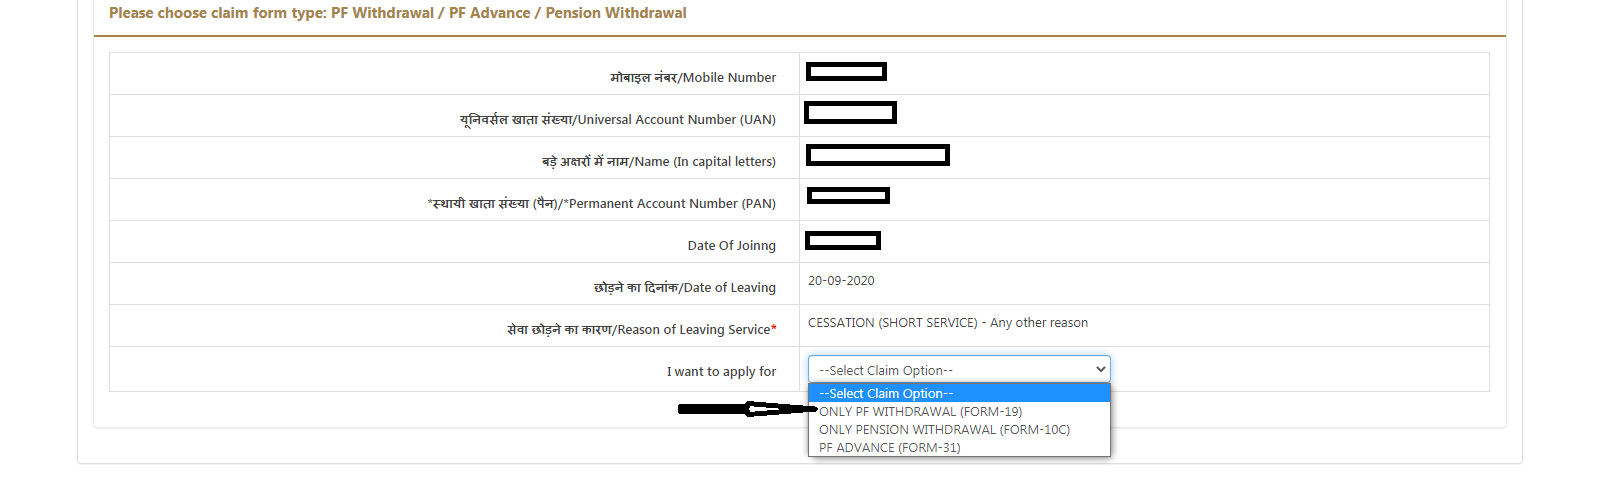 Please choose claim form type: PF Withdrawal / PF Advance / Pension Withdrawal
मोबाइल नंबर/Mobile Number
यूनिवर्सल खाता संख्या/Universal Account Number (UAN)
बड़े अक्षरों में नाम/Name (In capital letters)
*स्थायी खाता संख्या (पैन)/*Permanent Account Number (PAN)
Date Of Joinng
छोड़ने का दिनांक/Date of Leaving 20-09-2020
सेवा छोड़ने का कारण/Reason of Leaving Service* CESSATION (SHORT SERVICE) - Any other reason
I want to apply for --Select Claim Option--
--Select Claim Option--
ONLY PF WITHDRAWAL (FORM-19)
ONLY PENSION WITHDRAWAL (FORM-10C)
PF ADVANCE (FORM-31)